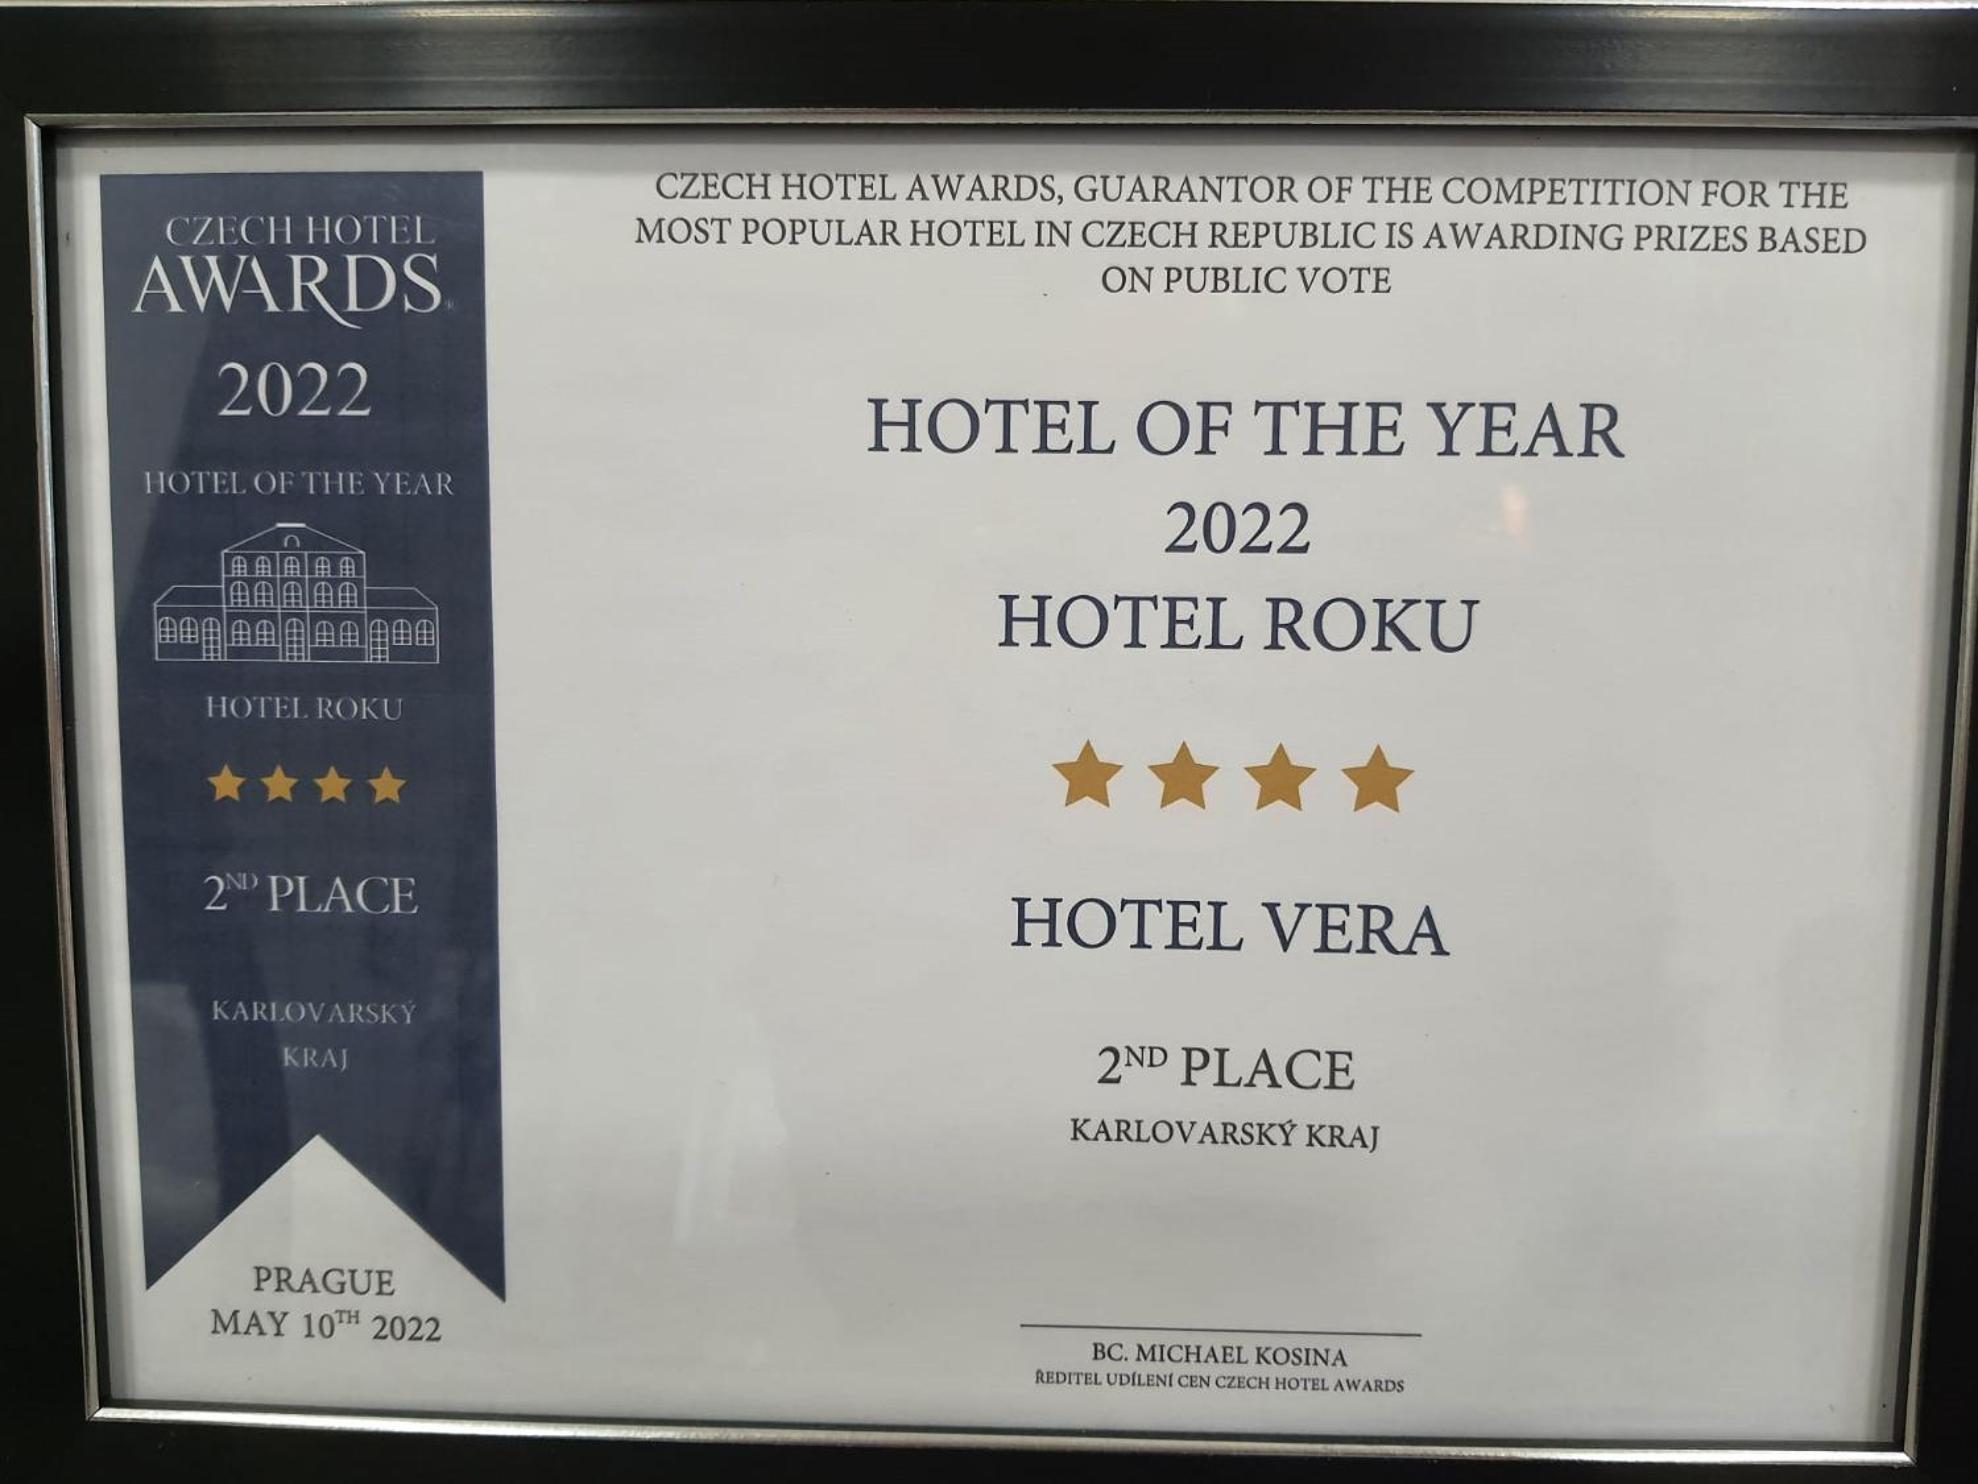 CZECH HOTEL
AWARDS
2022
HOTEL OF THE YEAR
HOTEL ROKU
2ND PLACE
KARLOVARSKÝ
KRAJ
PRAGUE
MAY 10TH 2022
CZECH HOTEL AWARDS, GUARANTOR OF THE COMPETITION FOR THE
MOST POPULAR HOTEL IN CZECH REPUBLIC IS AWARDING PRIZES BASED
ON PUBLIC VOTE
HOTEL OF THE YEAR
2022
HOTEL ROKU
HOTEL VERA
2ND PLACE
KARLOVARSKÝ KRAJ
BC. MICHAEL KOSINA
ŘEDITEL UDÍLENÍ CEN CZECH HOTEL AWARDS